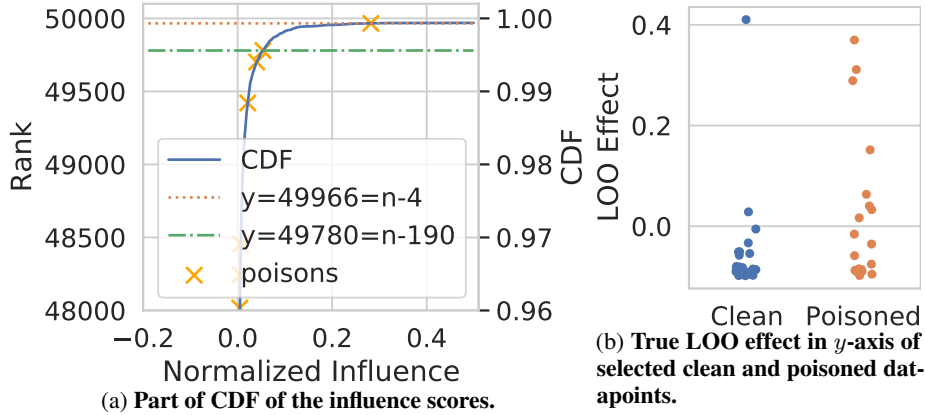 50000
49500
49000
48500
48000
Rank
CDF
y=49966=n-4
y=49780=n-190
poisons
1.00
0.99
0.98
0.97
0.96
CDF
−0.2
0.0
0.2
0.4
Normalized Influence
(a) Part of CDF of the influence scores.
0.4
0.2
0.0
LOO Effect
Clean
Poisoned
(b) True LOO effect in y-axis of
selected clean and poisoned dat-
apoints.